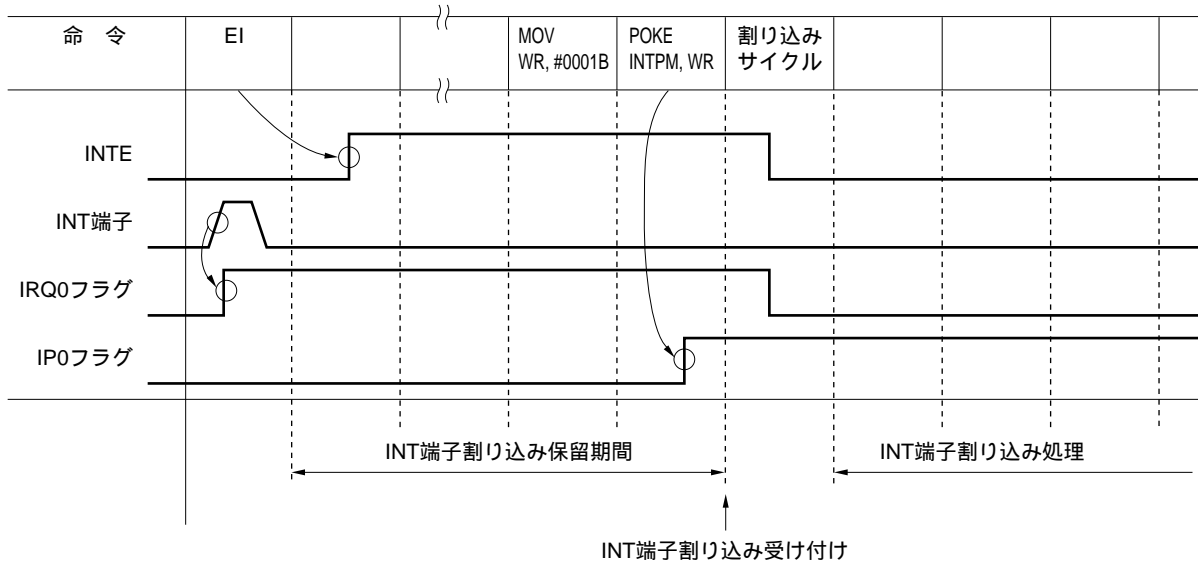 命 令
EI
MOV
WR, #0001B
POKE
INTPM, WR
割り込み
サイクル
INTE
INT端子
IRQ0フラグ
IP0フラグ
INT端子割り込み保留期間
INT端子割り込み処理
INT端子割り込み受け付け